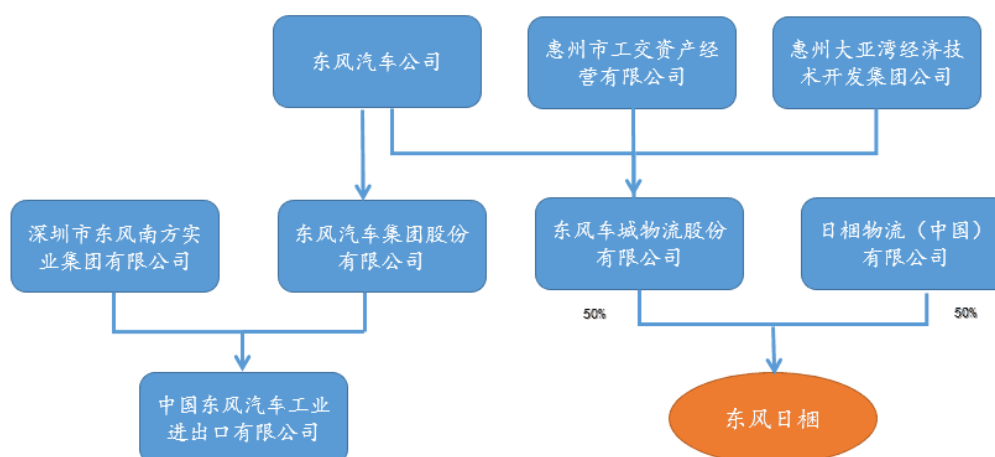 东风汽车公司
惠州市工交资产经
营有限公司
惠州大亚湾经济技
术开发集团公司
深圳市东风南方实
业集团有限公司
东风汽车集团股份
有限公司
东风车城物流股份
有限公司
日梱物流（中国）
有限公司
50%
50%
中国东风汽车工业
进出口有限公司
东风日梱